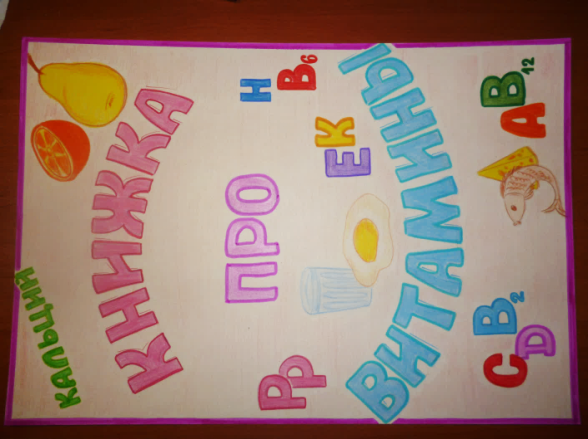 КАЛЬЦИЙ
КНИЖКА
ПРО
РР
Н В6
Е К
ВИТАМИНЫ
С D В2
А В12